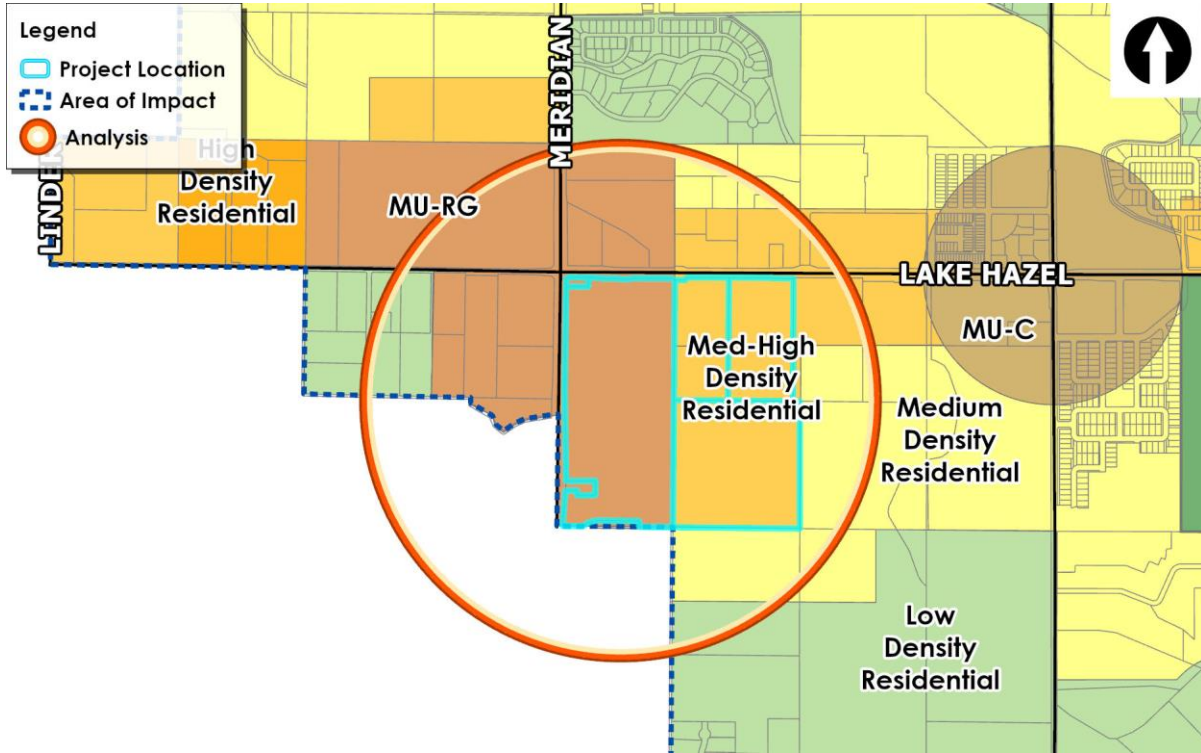 Legend
Project Location
Area of Impact
Analysis
MERIDIAN
High
Density
Residential
LINDER
MU-RG
LAKE HAZEL
MU-C
Med-High
Density
Residential
Medium
Density
Residential
Low
Density
Residential